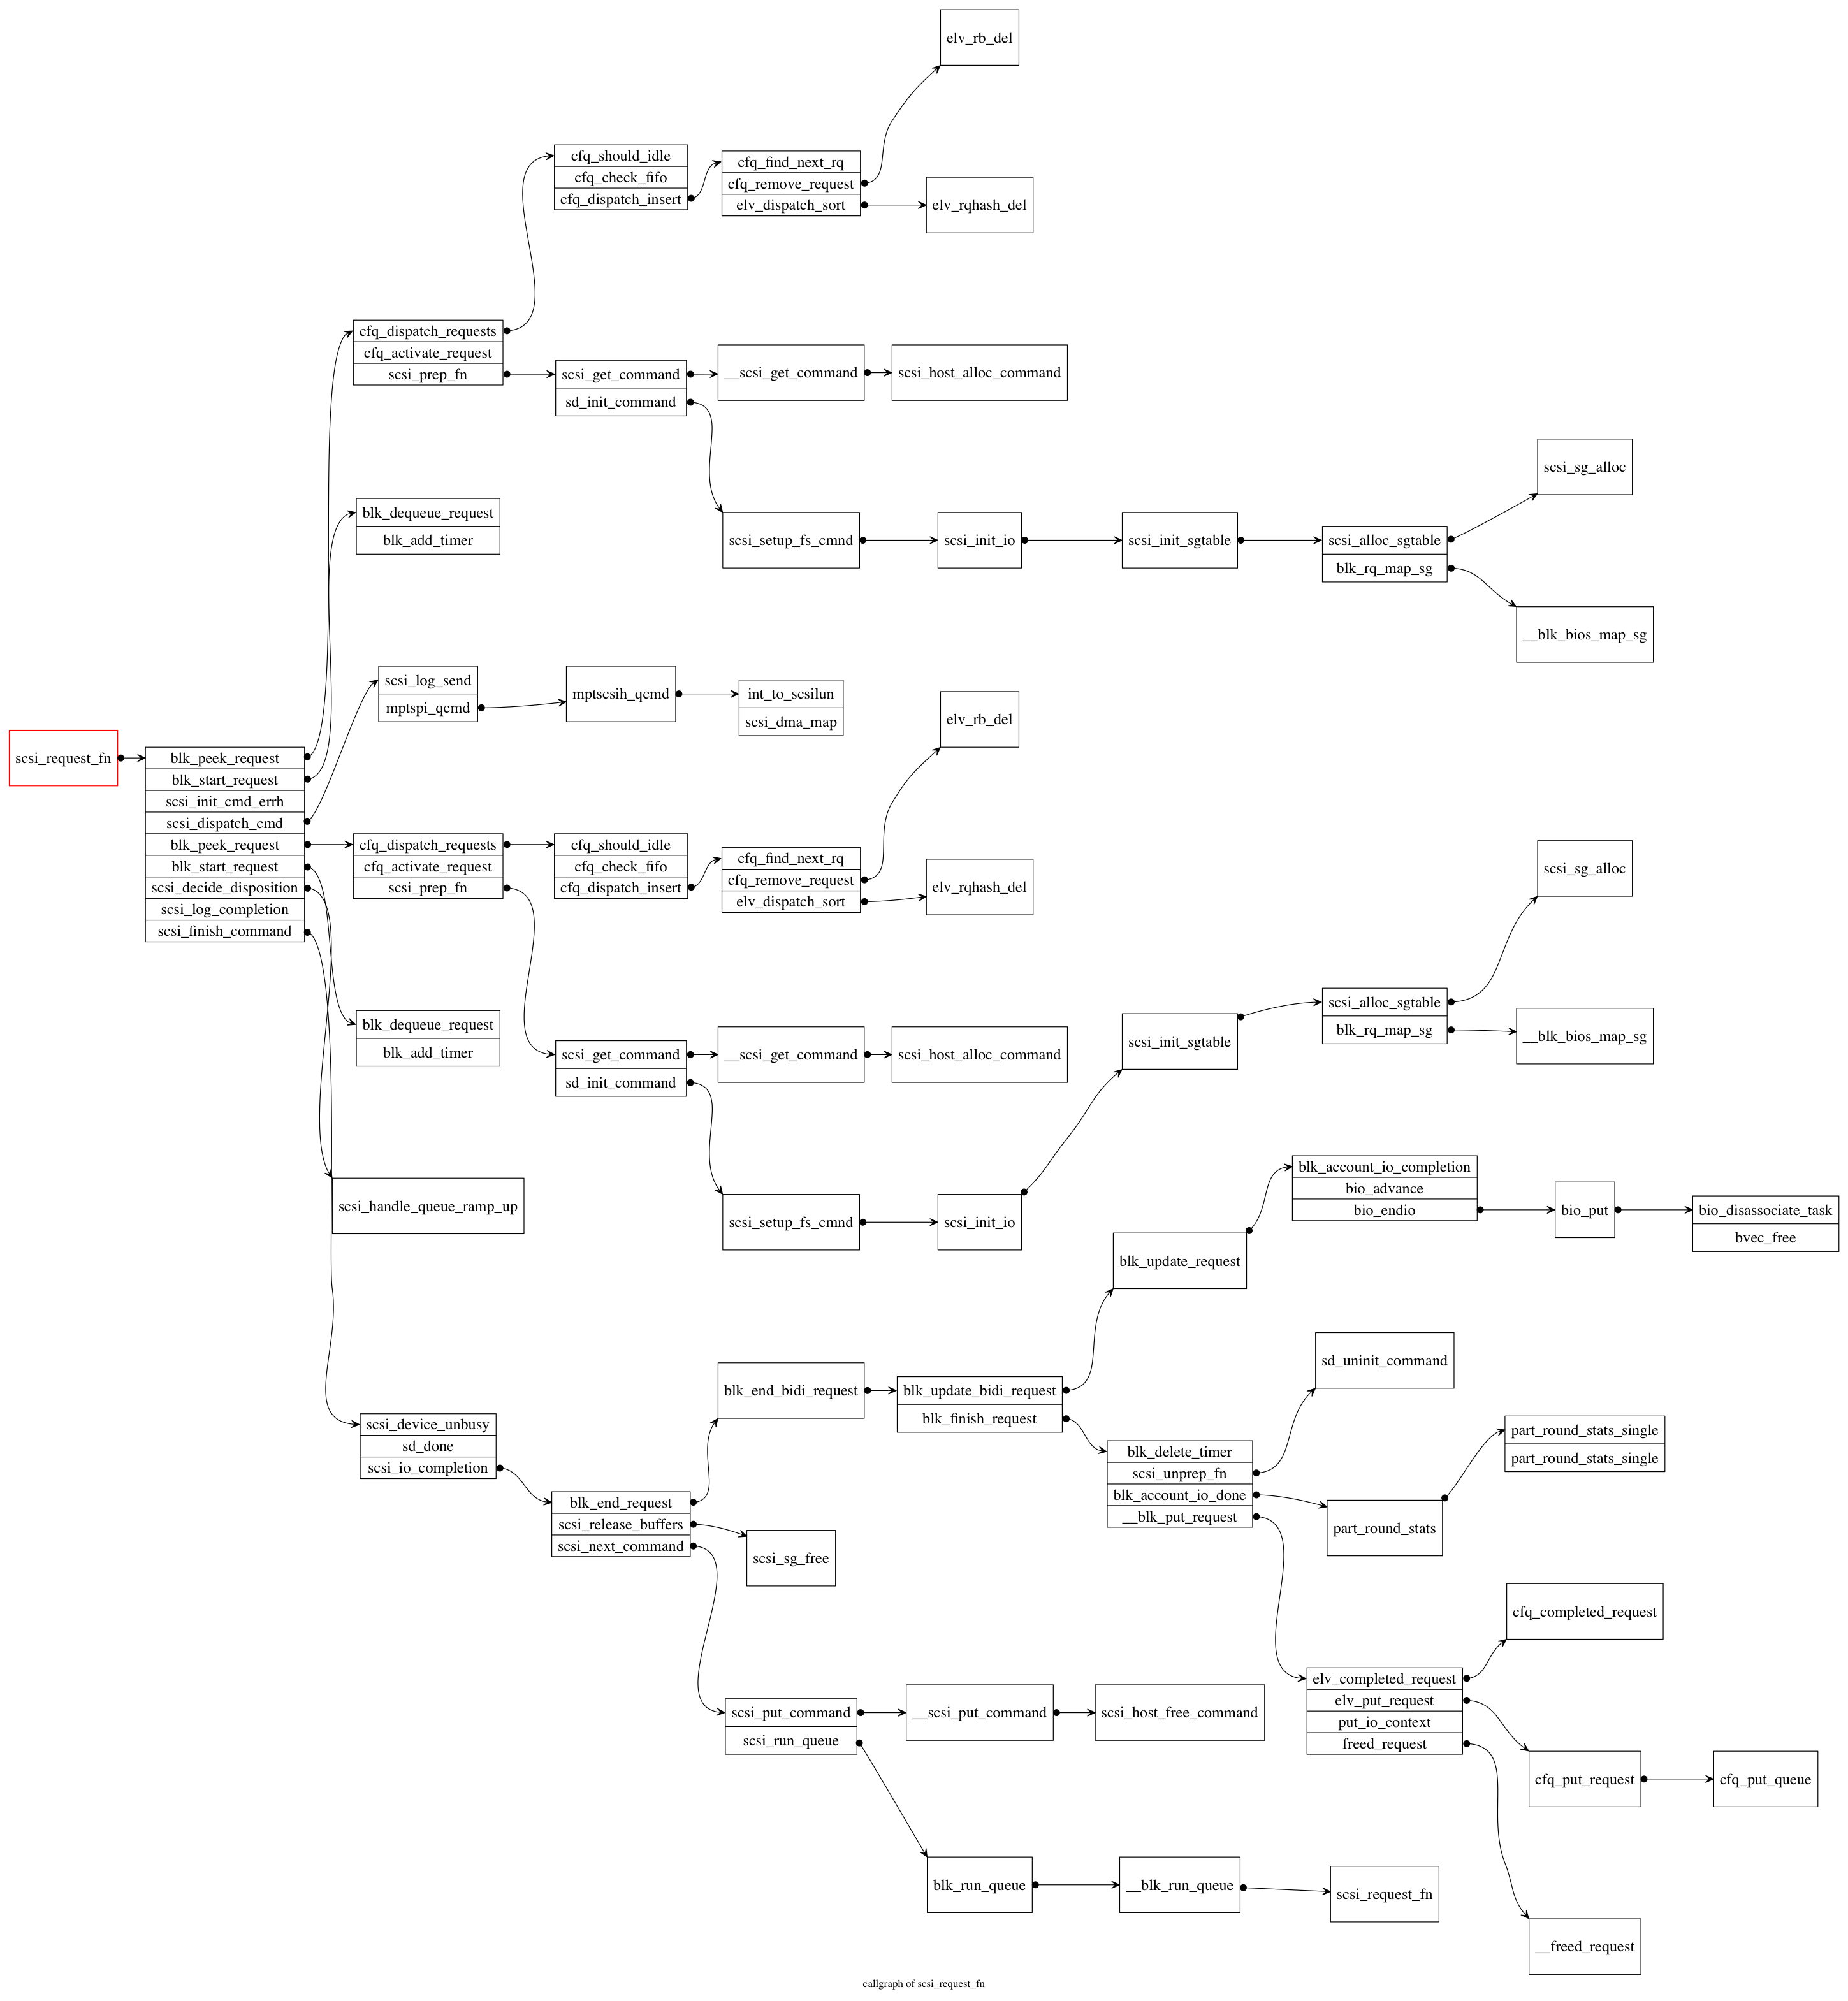 elv_rb_del
cfq_should_idle
cfq_check_fifo
cfq_dispatch_insert
cfq_find_next_rq
cfq_remove_request
elv_dispatch_sort
elv_rqhash_del
cfq_dispatch_requests
cfq_activate_request
scsi_prep_fn
scsi_get_command
sd_init_command
__scsi_get_command
scsi_host_alloc_command
scsi_sg_alloc
blk_dequeue_request
blk_add_timer
scsi_setup_fs_cmnd
scsi_init_io
scsi_init_sgtable
scsi_alloc_sgtable
blk_rq_map_sg
__blk_bios_map_sg
scsi_log_send
mptspi_qcmd
mptscsih_qcmd
int_to_scsilun
scsi_dma_map
elv_rb_del
scsi_request_fn
blk_peek_request
blk_start_request
scsi_init_cmd_errh
scsi_dispatch_cmd
blk_peek_request
blk_start_request
scsi_decide_disposition
scsi_log_completion
scsi_finish_command
cfq_dispatch_requests
cfq_activate_request
scsi_prep_fn
cfq_should_idle
cfq_check_fifo
cfq_dispatch_insert
cfq_find_next_rq
cfq_remove_request
elv_dispatch_sort
elv_rqhash_del
scsi_sg_alloc
blk_dequeue_request
blk_add_timer
scsi_get_command
sd_init_command
__scsi_get_command
scsi_host_alloc_command
scsi_init_sgtable
scsi_alloc_sgtable
blk_rq_map_sg
__blk_bios_map_sg
scsi_handle_queue_ramp_up
scsi_setup_fs_cmnd
scsi_init_io
blk_update_request
blk_account_io_completion
bio_advance
bio_endio
bio_put
bio_disassociate_task
bvec_free
scsi_device_unbusy
sd_done
scsi_io_completion
blk_end_bidi_request
blk_update_bidi_request
blk_finish_request
sd_uninit_command
blk_end_request
scsi_release_buffers
scsi_next_command
scsi_sg_free
blk_delete_timer
scsi_unprep_fn
blk_account_io_done
__blk_put_request
part_round_stats
part_round_stats_single
part_round_stats_single
cfq_completed_request
scsi_put_command
scsi_run_queue
__scsi_put_command
scsi_host_free_command
elv_completed_request
elv_put_request
put_io_context
freed_request
cfq_put_request
cfq_put_queue
blk_run_queue
__blk_run_queue
scsi_request_fn
__freed_request
callgraph of scsi_request_fn